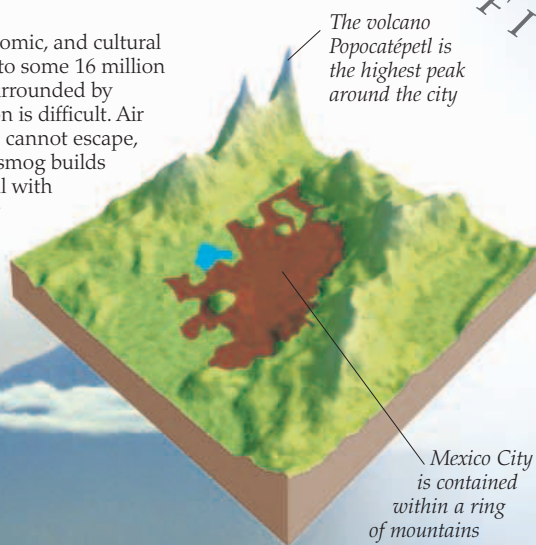 omic, and cultural
to some 16 million
rrounded by
n is difficult. Air
cannot escape,
smog builds
l with
The volcano
Popocatépetl is
the highest peak
around the city
F I
Mexico City
is contained
within a ring
of mountains